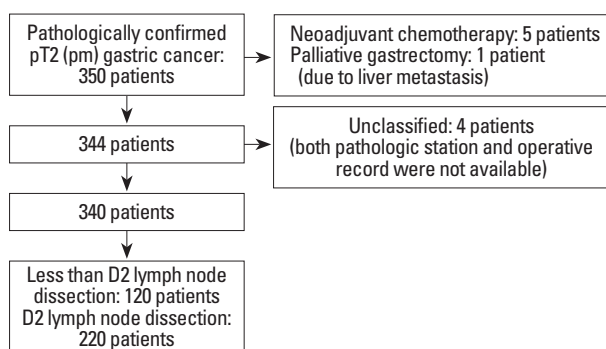 Pathologically confirmed
pT2 (pm) gastric cancer:
350 patients
Neoadjuvant chemotherapy: 5 patients
Palliative gastrectomy: 1 patient
(due to liver metastasis)
344 patients
Unclassified: 4 patients
(both pathologic station and operative
record were not available)
340 patients
Less than D2 lymph node
dissection: 120 patients
D2 lymph node dissection:
220 patients